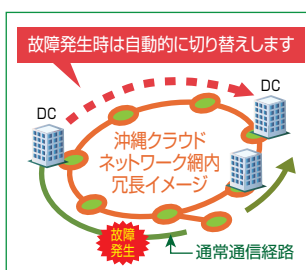 故障発生時は自動的に切り替えします
DC
DC
沖縄クラウド
ネットワーク網内
冗長イメージ
故障
発生
通常通信経路